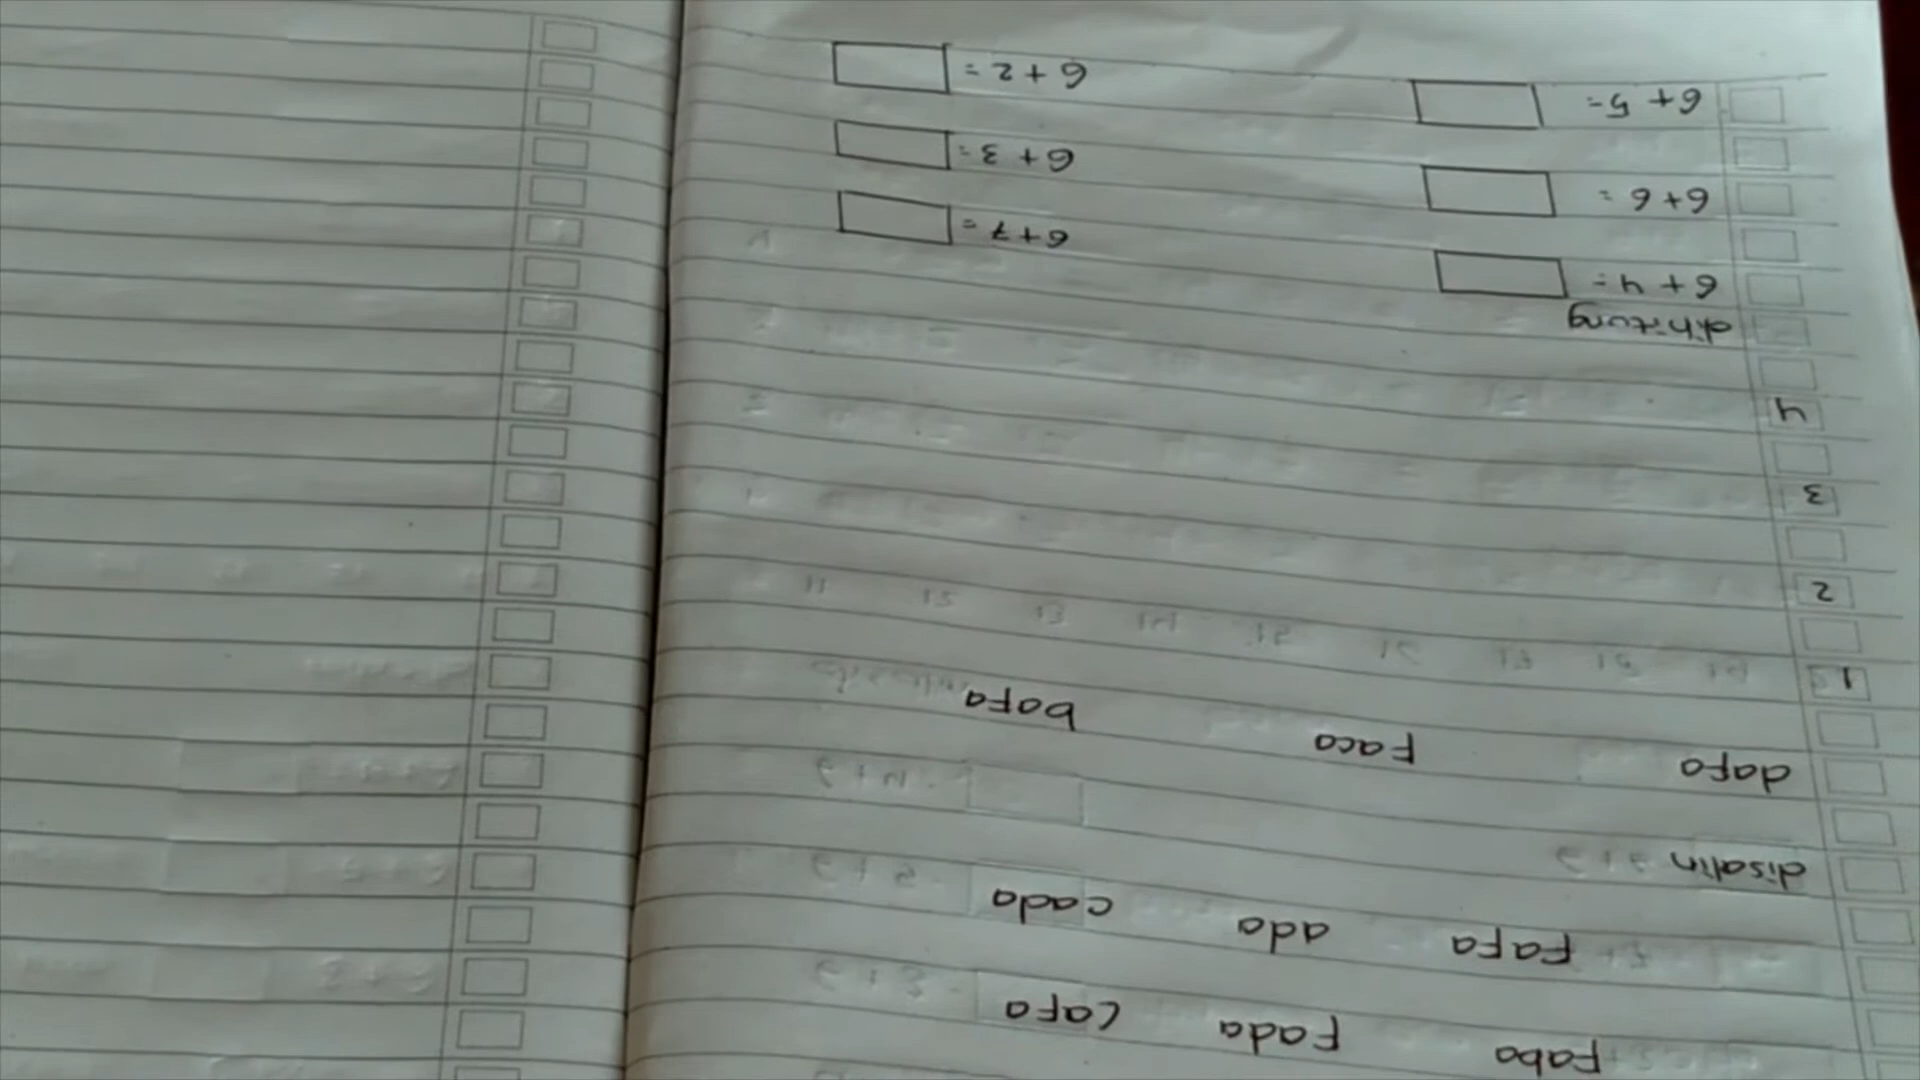 Faba Fada Cafa
Fafa ada cada
disalin
dafa Faca bafa
1
2
3
4
dihitung
6 + 4 = 6 + 7 =
6 + 6 = 6 + 3 =
6 + 5 = 6 + 2 =